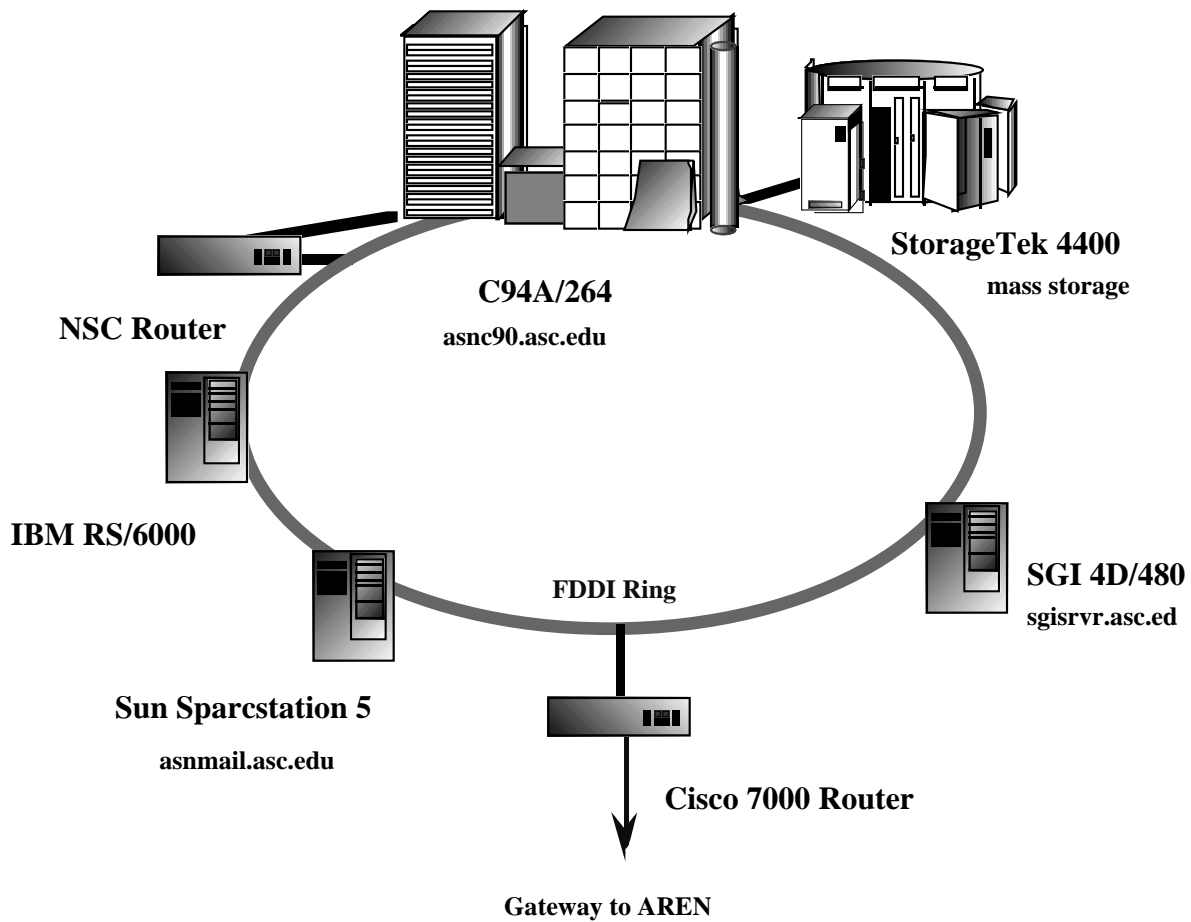 StorageTek 4400
mass storage
C94A/264
asnc90.asc.edu
NSC Router
IBM RS/6000
FDDI Ring
SGI 4D/480
sgisrvr.asc.ed
Sun Sparcstation 5
asnmail.asc.edu
Cisco 7000 Router
Gateway to AREN